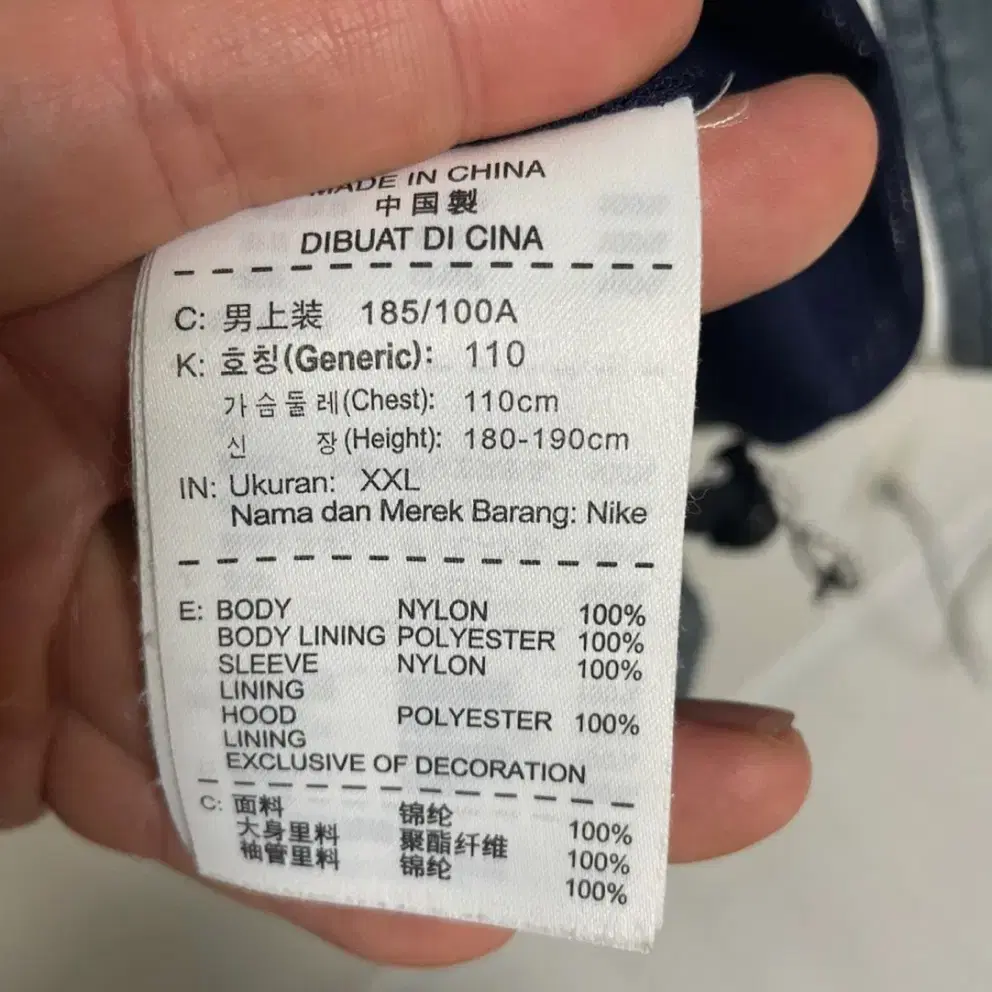 MADE IN CHINA
中国製
DIBUAT DI CINA
C: 男上装 185/100A
K: 호칭(Generic): 110
가슴둘레(Chest): 110cm
신 장(Height): 180-190cm
IN: Ukuran: XXL
Nama dan Merek Barang: Nike
E: BODY NYLON 100%
BODY LINING POLYESTER 100%
SLEEVE NYLON 100%
LINING
HOOD POLYESTER 100%
LINING
EXCLUSIVE OF DECORATION
C: 面料 锦纶 100%
大身里料 聚酯纤维 100%
袖管里料 锦纶 100%